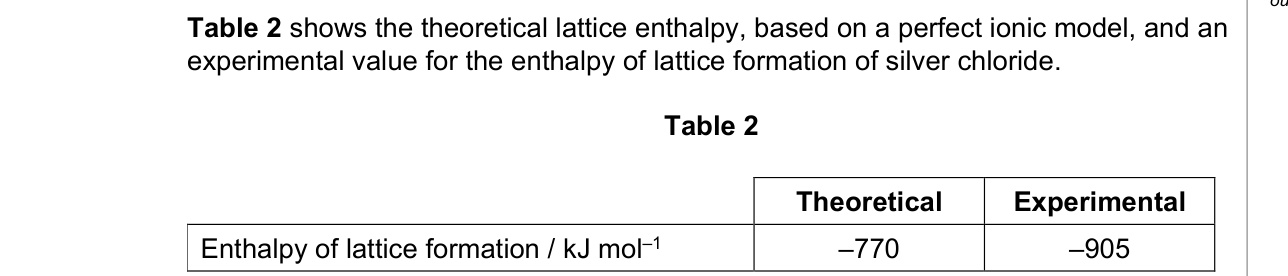 Table 2 shows the theoretical lattice enthalpy, based on a perfect ionic model, and an
experimental value for the enthalpy of lattice formation of silver chloride.
Table 2
Theoretical Experimental
Enthalpy of lattice formation / kJ mol⁻¹ –770 –905